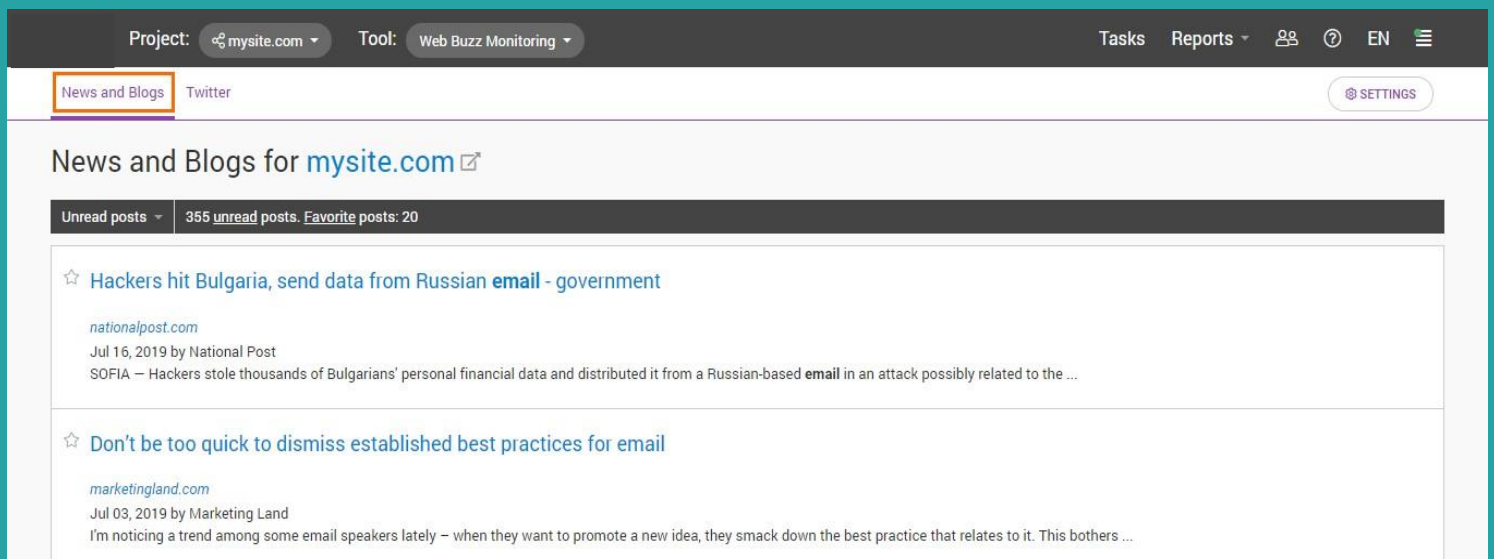 Project: mysite.com Tool: Web Buzz Monitoring Tasks Reports EN
News and Blogs Twitter SETTINGS
News and Blogs for mysite.com
Unread posts 355 unread posts. Favorite posts: 20
Hackers hit Bulgaria, send data from Russian email - government
nationalpost.com
Jul 16, 2019 by National Post
SOFIA — Hackers stole thousands of Bulgarians' personal financial data and distributed it from a Russian-based email in an attack possibly related to the ...
Don't be too quick to dismiss established best practices for email
marketingland.com
Jul 03, 2019 by Marketing Land
I'm noticing a trend among some email speakers lately – when they want to promote a new idea, they smack down the best practice that relates to it. This bothers ...